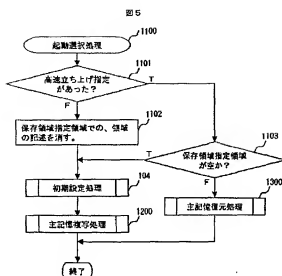 図5
1100
起動選択処理
1101
高速立ち上げ指定
があった?
T
F
1102
保存領域指定領域での、領域
の記述を消す。
1103
T
保存領域指定領域
が空か?
F
104
初期設定処理
1300
主記憶復元処理
1200
主記憶複写処理
終了